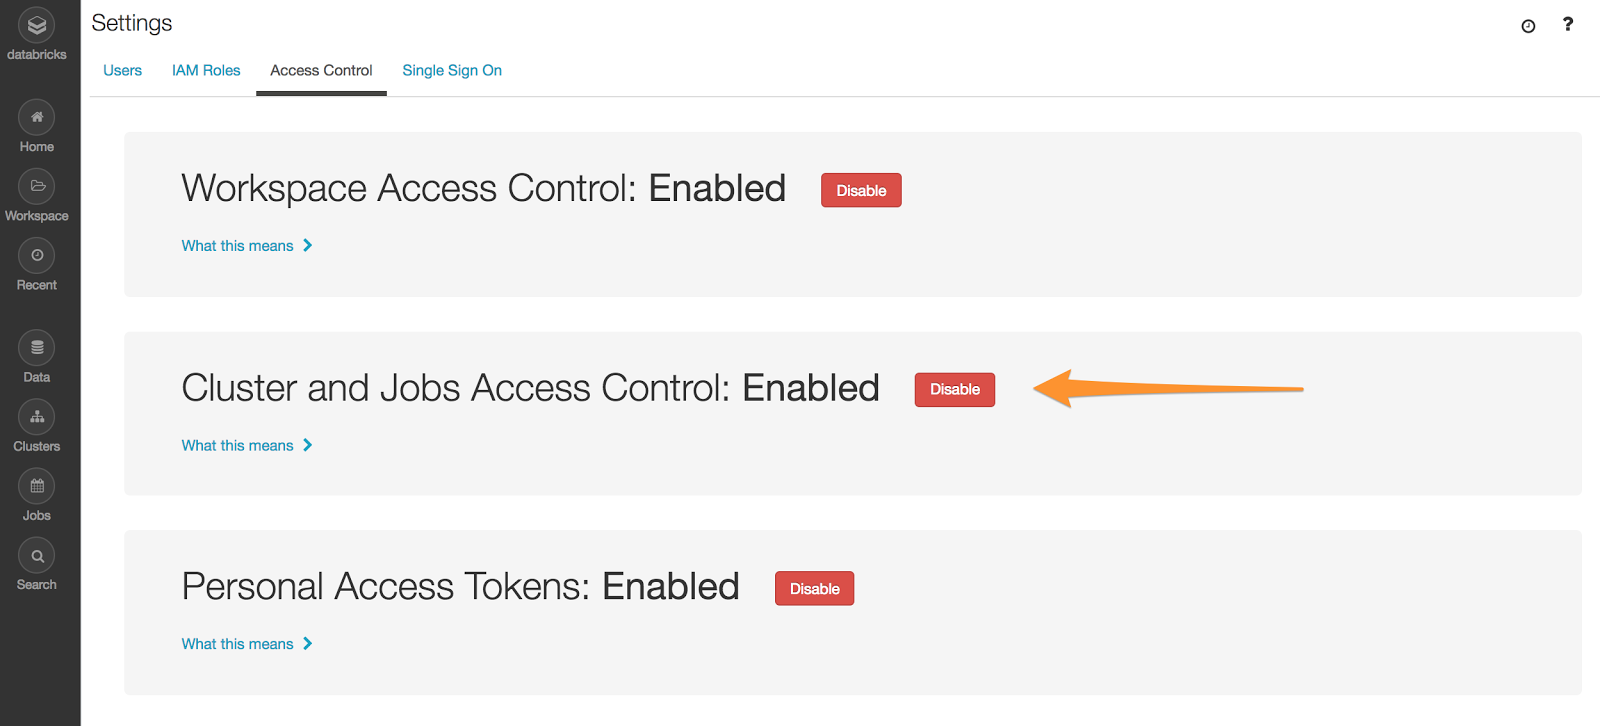 databricks
Home
Workspace
Recent
Data
Clusters
Jobs
Search
Settings
?
Users IAM Roles Access Control Single Sign On
Workspace Access Control: Enabled Disable
What this means
Cluster and Jobs Access Control: Enabled Disable
What this means
Personal Access Tokens: Enabled Disable
What this means